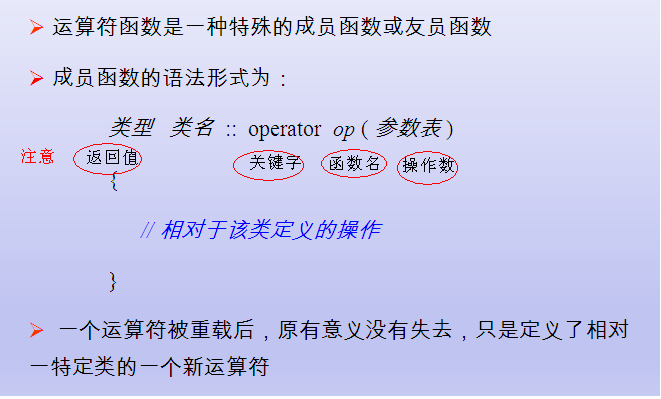 运算符函数是一种特殊的成员函数或友员函数
成员函数的语法形式为：
类型 类名 :: operator op ( 参数表 )
注意 返回值 关键字 函数名 操作数
{
// 相对于该类定义的操作
}
一个运算符被重载后，原有意义没有失去，只是定义了相对
一特定类的一个新运算符